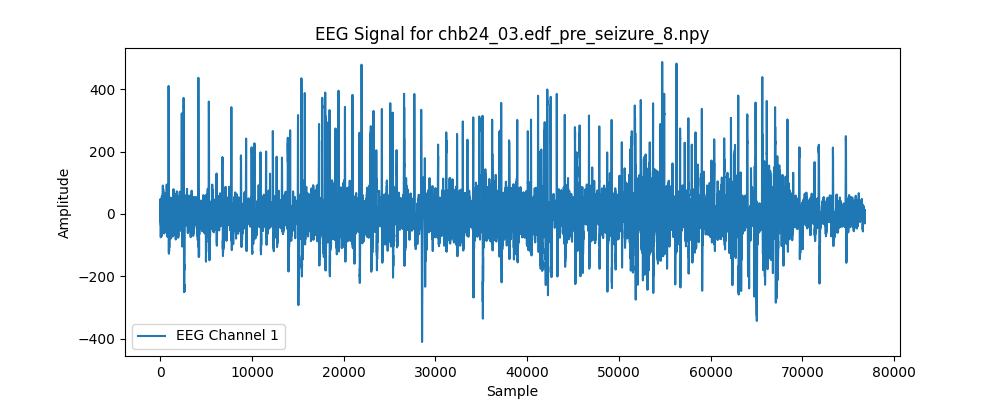 EEG Signal for chb24_03.edf_pre_seizure_8.npy
400
200
0
−200
−400
Amplitude
EEG Channel 1
0 10000 20000 30000 40000 50000 60000 70000 80000
Sample